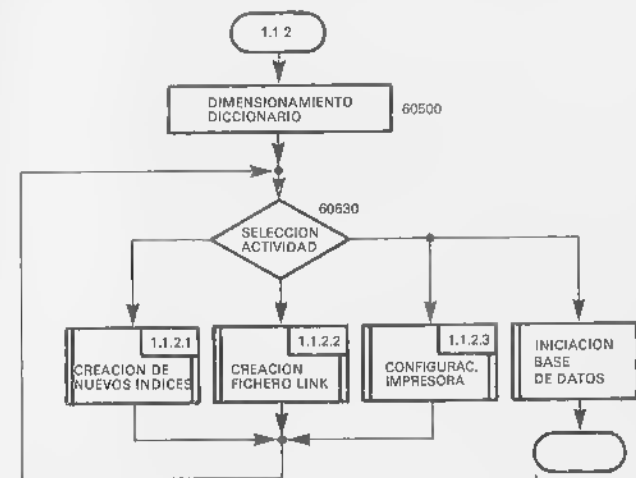 1.1 2
DIMENSIONAMIENTO
DICCIONARIO
60500
60630
SELECCION
ACTIVIDAD
1.1.2.1
CREACION DE
NUEVOS INDICES
1.1.2.2
CREACION
FICHERO LINK
1.1.2.3
CONFIGURAC.
IMPRESORA
INICIACION
BASE
DE DATOS